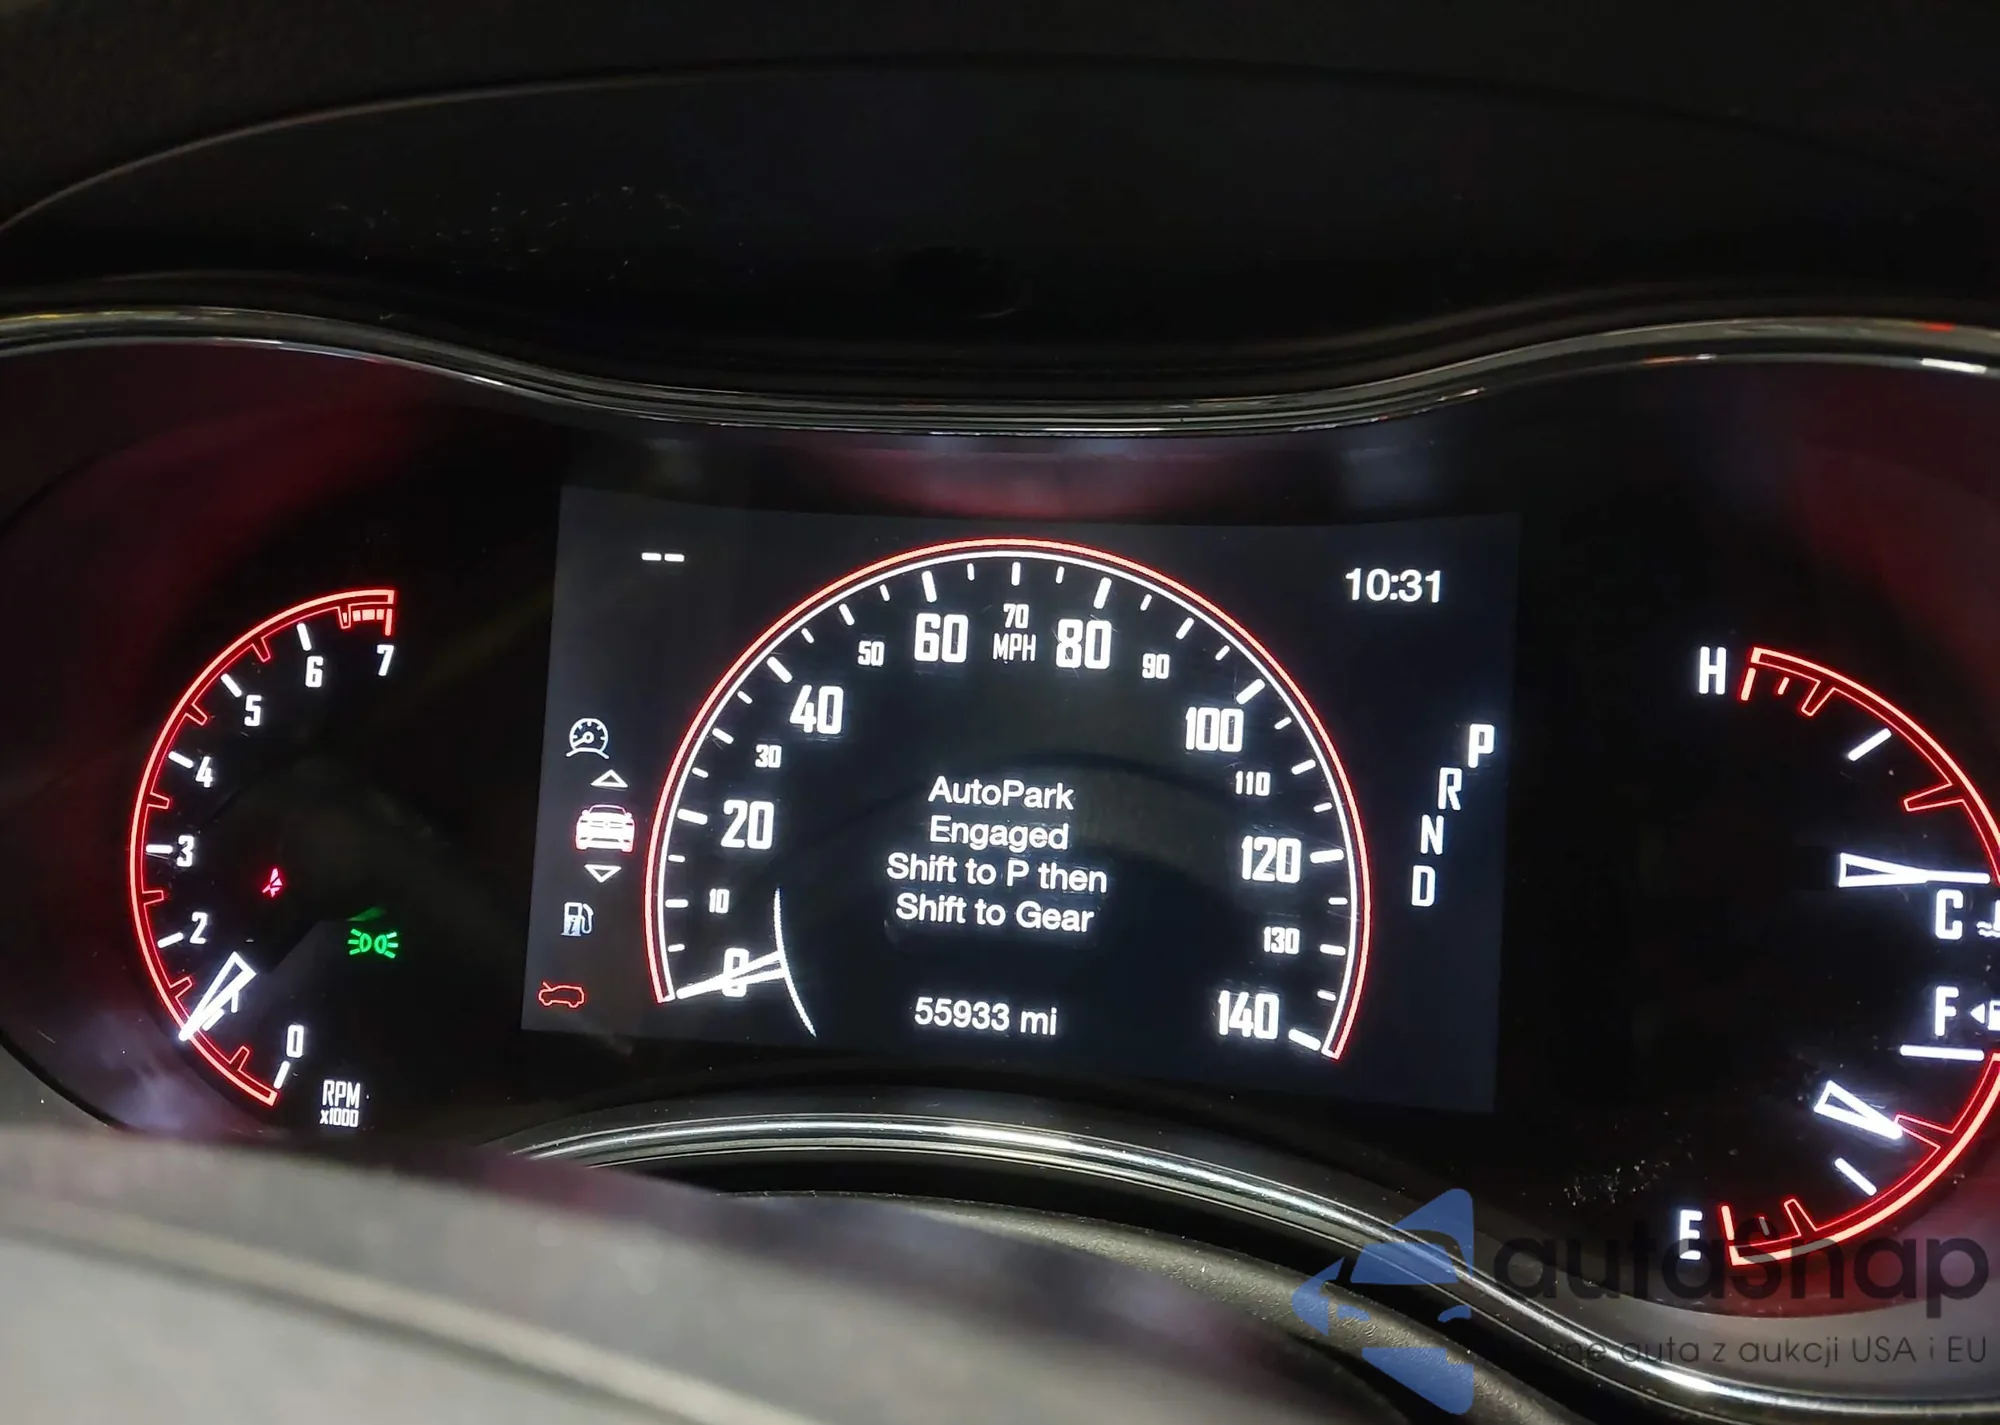 --
10:31
7
6
5
4
3
2
0
RPM
x1000
0
10
20
30
40
50
60
70
MPH
80
90
100
110
120
130
140
AutoPark
Engaged
Shift to P then
Shift to Gear
55933 mi
P
R
N
D
H
C
F
E
autasnap
auta z aukcji USA i EU